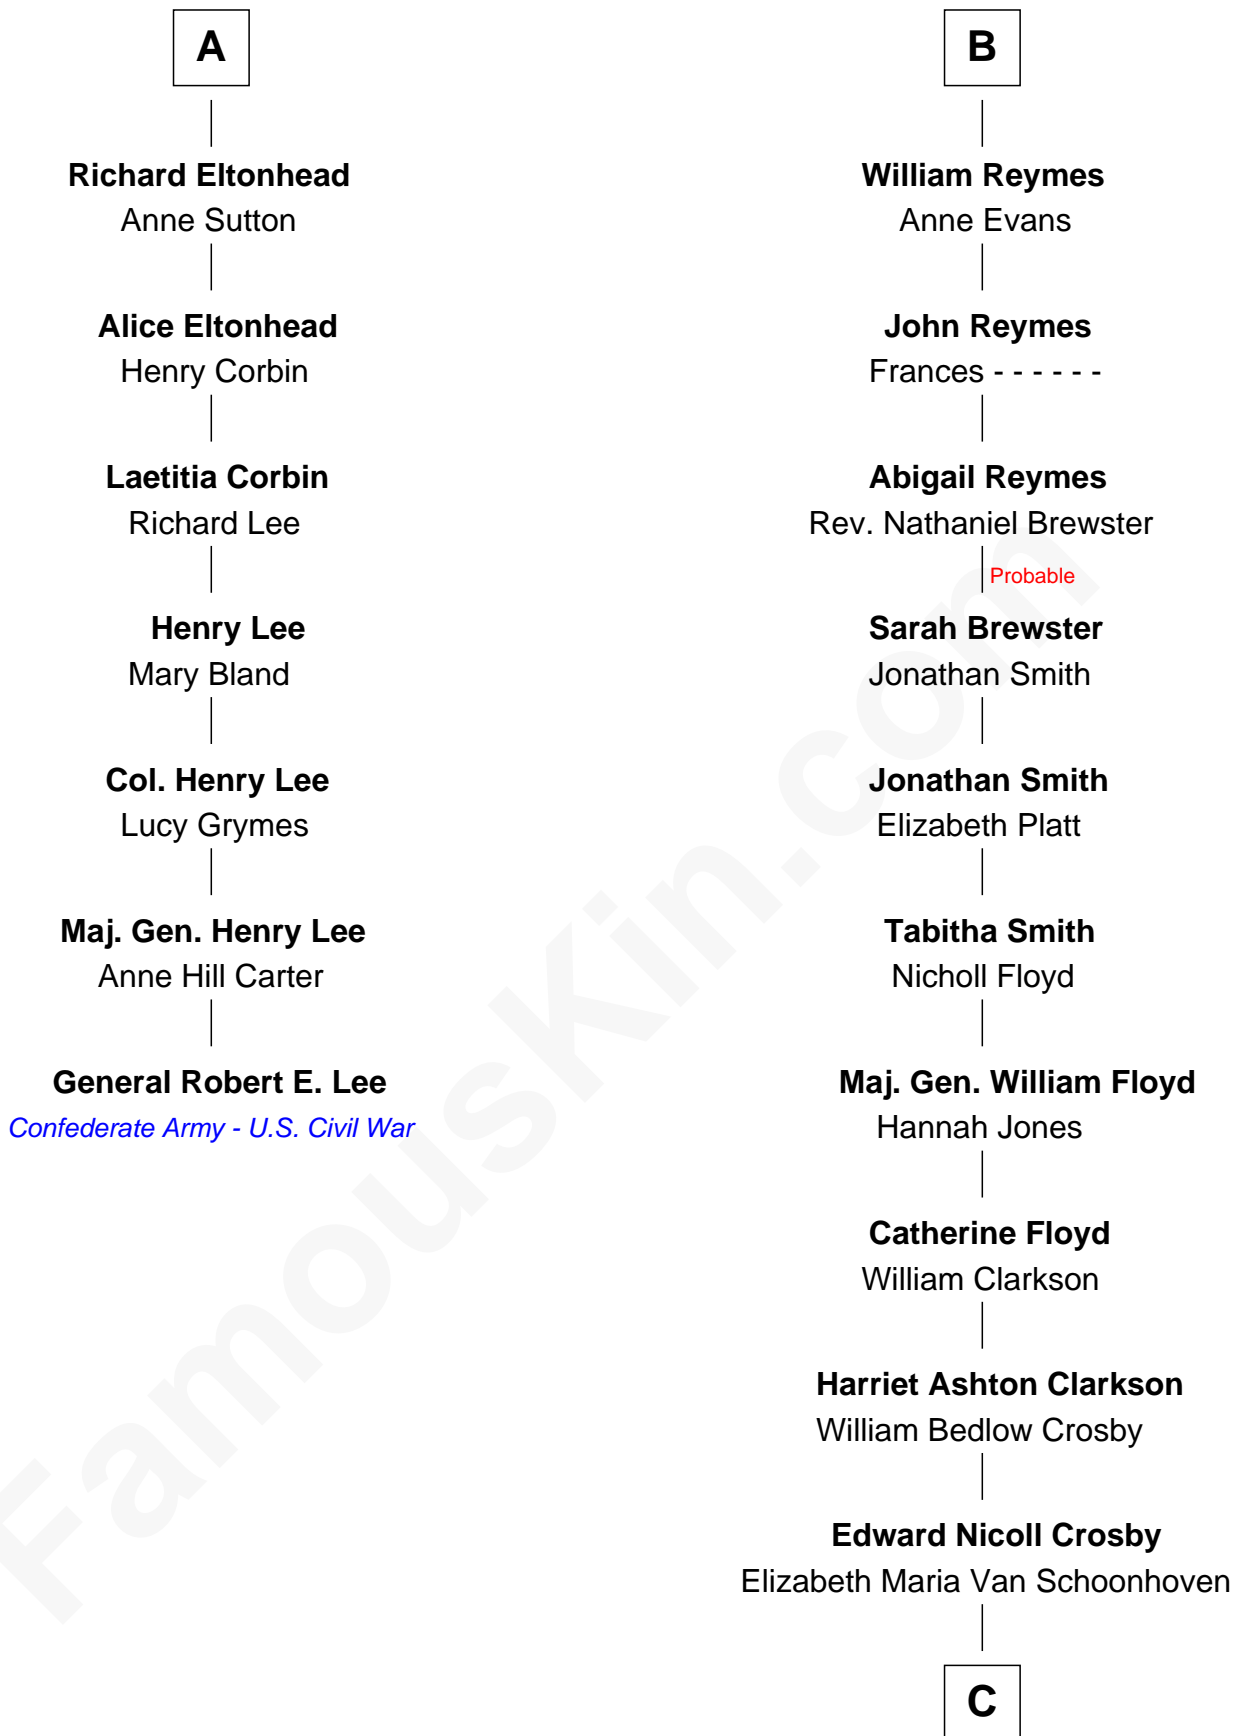 A
Richard Eltonhead
Anne Sutton
Alice Eltonhead
Henry Corbin
Laetitia Corbin
Richard Lee
Henry Lee
Mary Bland
Col. Henry Lee
Lucy Grymes
Maj. Gen. Henry Lee
Anne Hill Carter
General Robert E. Lee
Confederate Army - U.S. Civil War
B
William Reymes
Anne Evans
John Reymes
Frances - - - - - -
Abigail Reymes
Rev. Nathaniel Brewster
Probable
Sarah Brewster
Jonathan Smith
Jonathan Smith
Elizabeth Platt
Tabitha Smith
Nicholl Floyd
Maj. Gen. William Floyd
Hannah Jones
Catherine Floyd
William Clarkson
Harriet Ashton Clarkson
William Bedlow Crosby
Edward Nicoll Crosby
Elizabeth Maria Van Schoonhoven
C
FamousKin.com